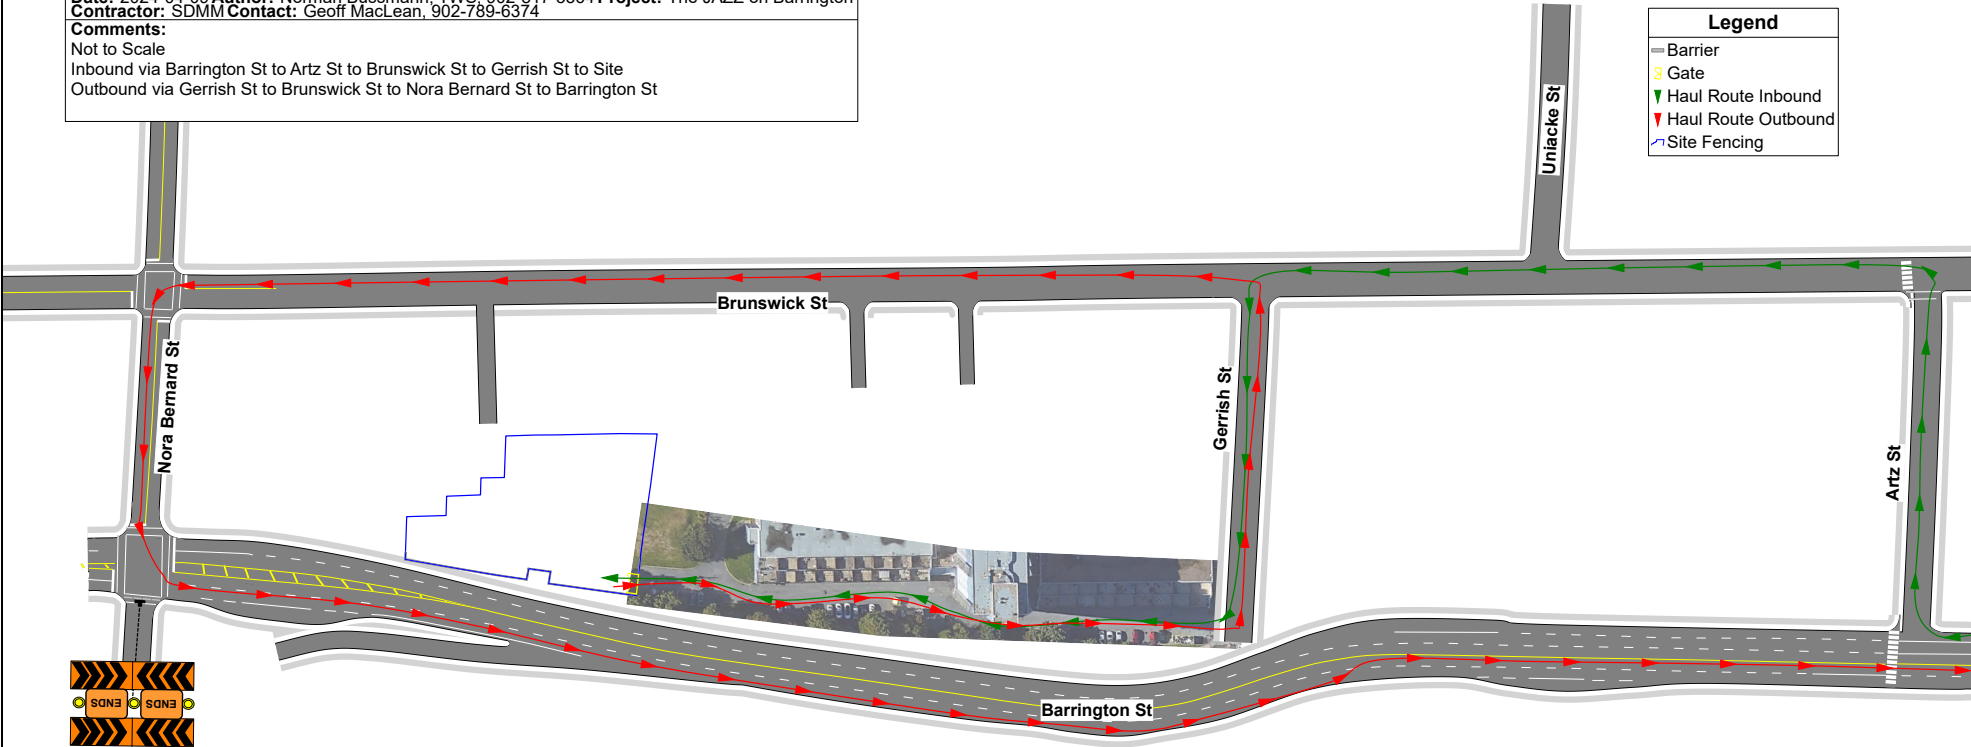 Contractor: SDMM Contact: Geoff MacLean, 902-789-6374
Comments:
Not to Scale
Inbound via Barrington St to Artz St to Brunswick St to Gerrish St to Site
Outbound via Gerrish St to Brunswick St to Nora Bernard St to Barrington St
Legend
Barrier
Gate
Haul Route Inbound
Haul Route Outbound
Site Fencing
Uniacke St
Brunswick St
Nora Bernard St
Gerrish St
Artz St
Barrington St
ENDS
ENDS